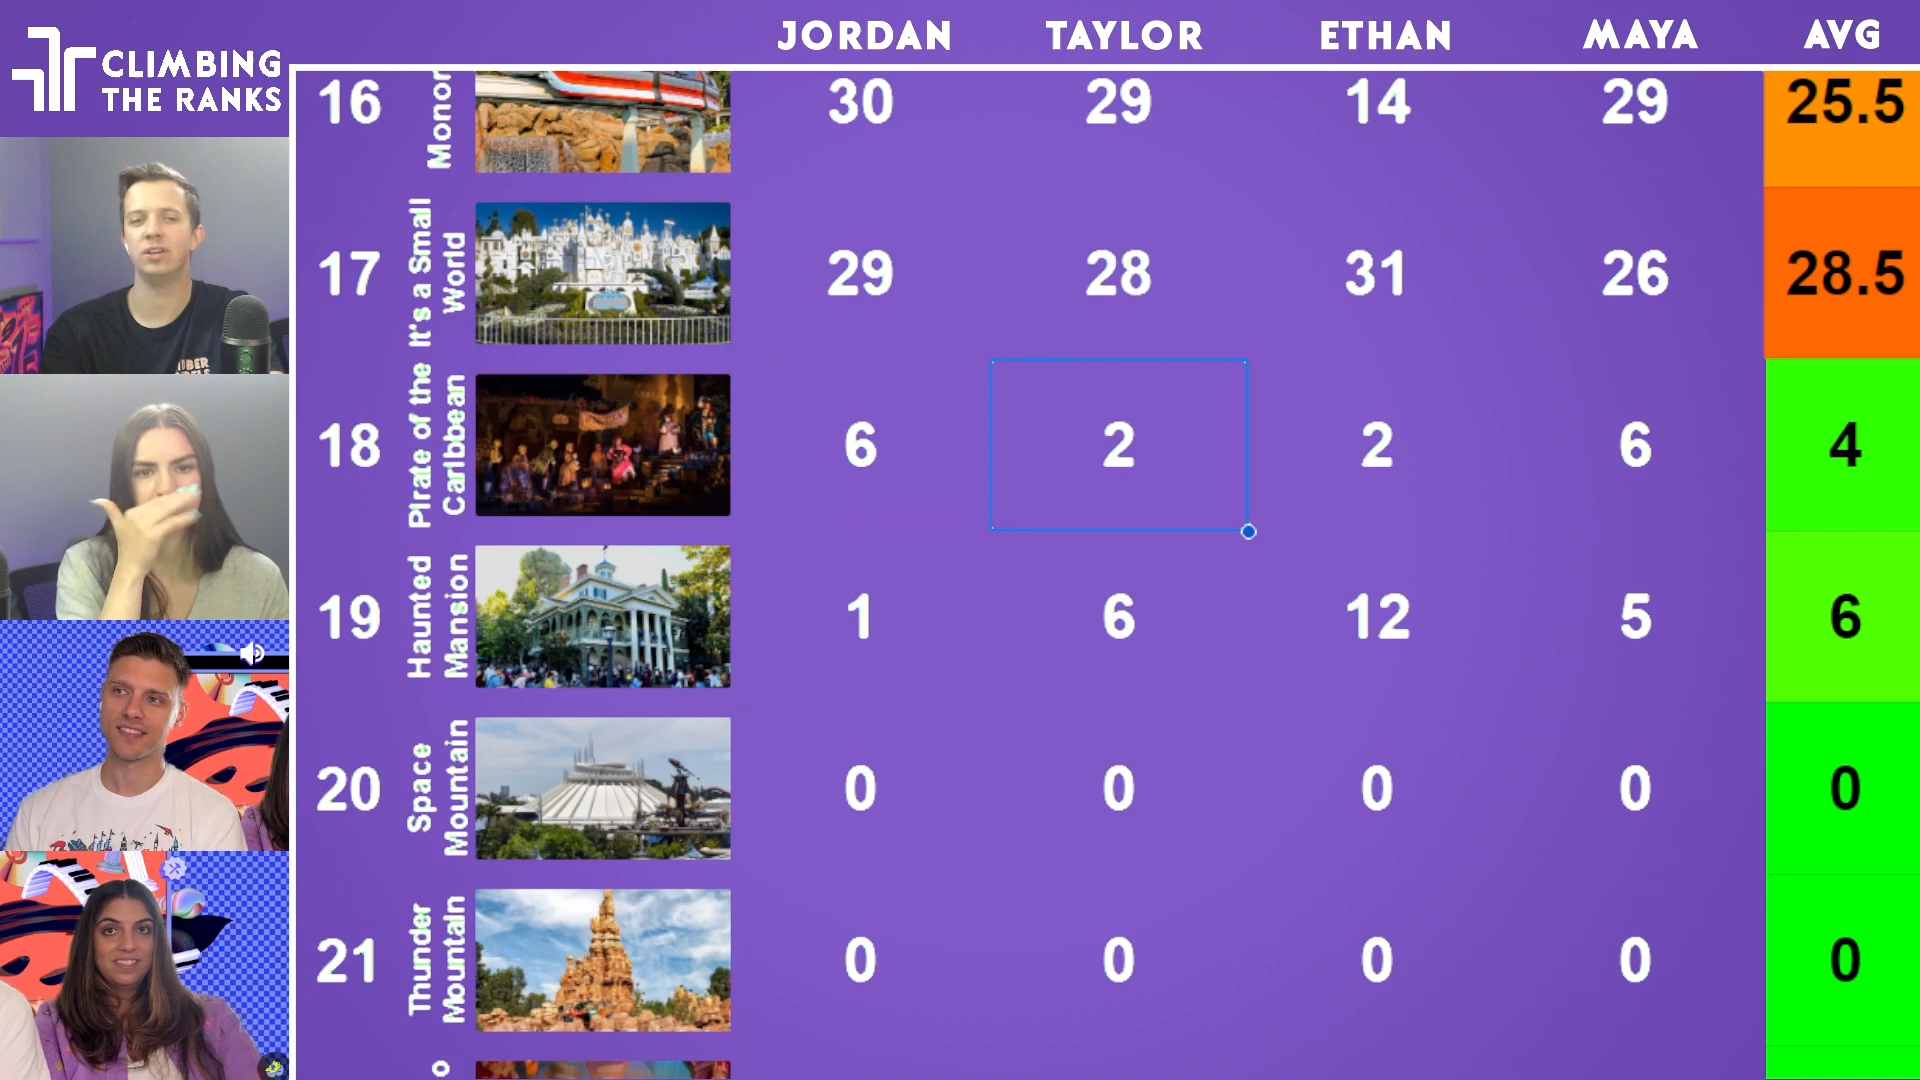 CLIMBING
THE RANKS
JORDAN TAYLOR ETHAN MAYA AVG
16 Monor 30 29 14 29 25.5
17 It's a Small
World 29 28 31 26 28.5
18 Pirate of the
Caribbean 6 2 2 6 4
19 Haunted
Mansion 1 6 12 5 6
20 Space
Mountain 0 0 0 0 0
21 Thunder
Mountain 0 0 0 0 0